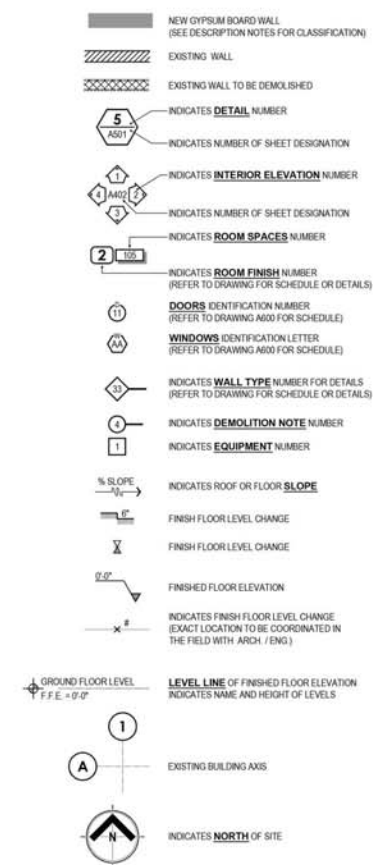 NEW GYPSUM BOARD WALL
(SEE DESCRIPTION NOTES FOR CLASSIFICATION)
EXISTING WALL
EXISTING WALL TO BE DEMOLISHED
5
A501
INDICATES DETAIL NUMBER
INDICATES NUMBER OF SHEET DESIGNATION
1
4 A402 2
3
INDICATES INTERIOR ELEVATION NUMBER
INDICATES NUMBER OF SHEET DESIGNATION
INDICATES ROOM SPACES NUMBER
2 105
INDICATES ROOM FINISH NUMBER
(REFER TO DRAWING FOR SCHEDULE OR DETAILS)
11
DOORS IDENTIFICATION NUMBER
(REFER TO DRAWING A600 FOR SCHEDULE)
AA
WINDOWS IDENTIFICATION LETTER
(REFER TO DRAWING A600 FOR SCHEDULE)
33
INDICATES WALL TYPE NUMBER FOR DETAILS
(REFER TO DRAWING FOR SCHEDULE OR DETAILS)
4
INDICATES DEMOLITION NOTE NUMBER
1
INDICATES EQUIPMENT NUMBER
% SLOPE
INDICATES ROOF OR FLOOR SLOPE
6"
FINISH FLOOR LEVEL CHANGE
FINISH FLOOR LEVEL CHANGE
0'-0"
FINISHED FLOOR ELEVATION
#
INDICATES FINISH FLOOR LEVEL CHANGE
(EXACT LOCATION TO BE COORDINATED IN
THE FIELD WITH ARCH. / ENG.)
GROUND FLOOR LEVEL
F.F.E. = 0'-0"
LEVEL LINE OF FINISHED FLOOR ELEVATION
INDICATES NAME AND HEIGHT OF LEVELS
1
A
EXISTING BUILDING AXIS
N
INDICATES NORTH OF SITE